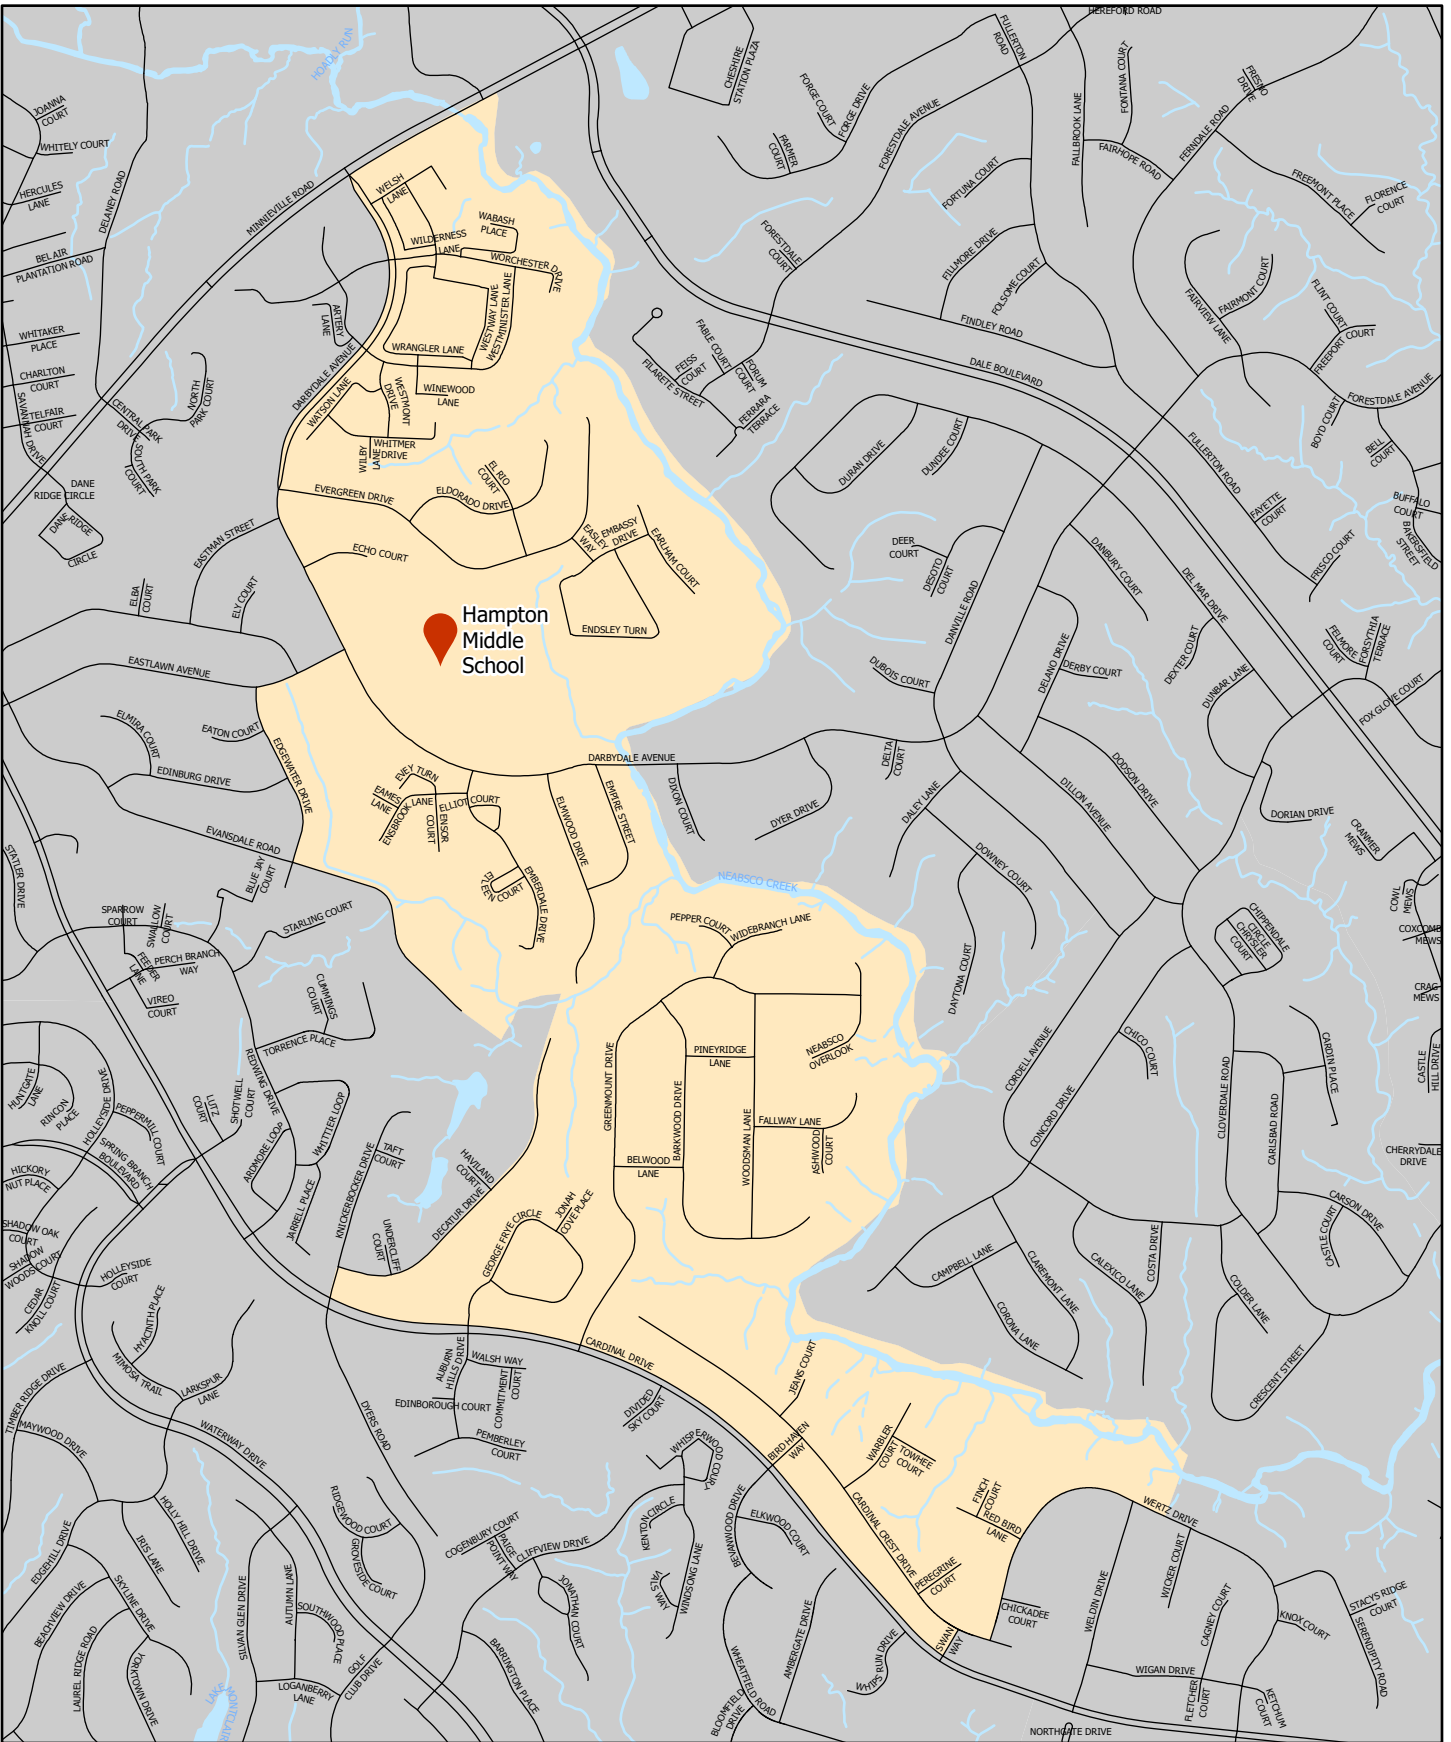 HEREFORD ROAD
HOADLY RUN
CHESHIRE
STATION PLAZA
FULLERTON
ROAD
FONTANA COURT
FRESNO
DRIVE
JOANNA
COURT
FORGE COURT
FORGE DRIVE
FORESTDALE AVENUE
FALLBROOK LANE
FERNDALE ROAD
WHITELY COURT
FARMER
COURT
FAIRHOPE ROAD
HERCULES
LANE
DELANEY ROAD
MINNIEVILLE ROAD
WELSH
LANE
FORTUNA COURT
FREEMONT PLACE
FLORENCE
COURT
WABASH
PLACE
WILDERNESS
LANE
FORESTDALE
COURT
FILLMORE DRIVE
BEL AIR
PLANTATION ROAD
WORCHESTER DRIVE
FOLSOME COURT
FAIRMONT COURT
FAIRVIEW LANE
FLINT COURT
ARTERY
LANE
WESTWAY LANE
WESTMINISTER LANE
FINDLEY ROAD
FREEPORT COURT
WHITAKER
PLACE
WRANGLER LANE
FABLE COURT
FEISS
COURT
FORUM
COURT
FILARETE STREET
DALE BOULEVARD
CHARLTON
COURT
NORTH
PARK COURT
DARBYDALE AVENUE
WATSON LANE
WESTMONT
DRIVE
WINEWOOD
LANE
FERRARA
TERRACE
FORESTDALE AVENUE
SAVANNAH DRIVE
TELFAIR
COURT
CENTRAL PARK
DRIVE
SOUTH PARK
COURT
WHITMER
DRIVE
WILBY
LANE
DURAN DRIVE
DUNDEE COURT
FULLERTON ROAD
BOYD COURT
BELL
COURT
DANE
RIDGE CIRCLE
DANE RIDGE
CIRCLE
EVERGREEN DRIVE
ELDORADO DRIVE
EL RIO
COURT
FAYETTE
COURT
BUFFALO
COURT
BAKERSFIELD
STREET
EASTMAN STREET
ECHO COURT
EASLEY
WAY
EMBASSY
DRIVE
EARLHAM COURT
DEER
COURT
DESOTO
COURT
DANBURY COURT
DEL MAR DRIVE
FRISCO COURT
ELBA
COURT
ELY COURT
DANVILLE ROAD
Hampton
Middle
School
ENDSLEY TURN
FELMORE
COURT
FORSYTHIA
TERRACE
EASTLAWN AVENUE
DUBOIS COURT
DELANO DRIVE
DERBY COURT
DEXTER COURT
DUNBAR LANE
FOX GLOVE COURT
ELMIRA COURT
EATON COURT
EDINBURG DRIVE
EDGEWATER DRIVE
DARBYDALE AVENUE
DELTA
COURT
DODSON DRIVE
EVEY TURN
EAMES
LANE
ENSBROOK LANE
ELLIOT COURT
ENSOR
COURT
ELMWOOD DRIVE
EMPIRE STREET
DIXON COURT
DYER DRIVE
DALEY LANE
DILLON AVENUE
DORIAN DRIVE
CRANMER
MEWS
EVANSDALE ROAD
STATLER DRIVE
BLUE JAY
COURT
EILEEN
COURT
EMBERDALE DRIVE
NEABSCO CREEK
DOWNEY COURT
COWL
MEWS
SPARROW
COURT
SWALLOW
COURT
STARLING COURT
PEPPER COURT
WIDEBRANCH LANE
CHIPPENDALE
CIRCLE
CHRYSLER
COURT
COXCOMB
MEWS
FEEDER
LANE
PERCH BRANCH
WAY
DAYTONA COURT
CRAG
MEWS
VIREO
COURT
CUMMINGS
COURT
TORRENCE PLACE
REDWING DRIVE
GREENMOUNT DRIVE
PINEYRIDGE
LANE
NEABSCO
OVERLOOK
CORDELL AVENUE
CHICO COURT
CARDIN PLACE
CASTLE
HILL DRIVE
HUNTGATE
LANE
RINCON
PLACE
HOLLEYSIDE DRIVE
PEPPERMILL COURT
LUTZ
COURT
SHOTWELL
COURT
ARDMORE LOOP
WHITTIER LOOP
BARKWOOD DRIVE
WOODSMAN LANE
FALLWAY LANE
ASHWOOD
COURT
CONCORD DRIVE
CLOVERDALE ROAD
CARLSBAD ROAD
CHERRYDALE
DRIVE
HICKORY
NUT PLACE
SPRING BRANCH
BOULEVARD
TAFT
COURT
KNICKERBOCKER DRIVE
HAVILAND
COURT
DECATUR DRIVE
BELWOOD
LANE
JARRELL PLACE
UNDERCLIFF
COURT
GEORGE FRYE CIRCLE
JONAH
COVE PLACE
CARSON DRIVE
CASTLE COURT
SHADOW OAK
COURT
SHADOW
WOODS COURT
CEDAR
KNOLL COURT
HOLLEYSIDE
COURT
CAMPBELL LANE
CLAREMONT LANE
CALEXICO LANE
COSTA DRIVE
COLDER LANE
HYACINTH PLACE
CORONA LANE
CRESCENT STREET
CARDINAL DRIVE
AUBURN
HILLS DRIVE
WALSH WAY
COMMITMENT
COURT
EDINBOROUGH COURT
PEMBERLEY
COURT
JEANS COURT
DIVIDED
SKY COURT
TIMBER RIDGE DRIVE
MIMOSA TRAIL
LARKSPUR
LANE
MAYWOOD DRIVE
WATERWAY DRIVE
DYERS ROAD
WHISPERWOOD COURT
BIRD HAVEN
WAY
WARBLER
COURT
TOWHEE
COURT
FINCH
COURT
RED BIRD
LANE
CARDINAL CREST DRIVE
PEREGRINE
COURT
WERTZ DRIVE
HOLLY HILL DRIVE
IRIS LANE
RIDGEWOOD COURT
GROVESIDE COURT
COGENBURY COURT
PAIGE
POINT WAY
CLIFFVIEW DRIVE
KENTON CIRCLE
BEVANWOOD DRIVE
ELKWOOD COURT
WICKER COURT
EDGEHILL DRIVE
BEACHVIEW DRIVE
SKYLINE DRIVE
LAUREL RIDGE ROAD
YORKTOWN DRIVE
SILVAN GLEN DRIVE
AUTUMN LANE
SOUTHWOOD PLACE
JONATHAN COURT
VALS WAY
WINDSONG LANE
CHICKADEE
COURT
WELDIN DRIVE
CAGNEY COURT
KNOX COURT
STACYS RIDGE
COURT
SERENDIPITY ROAD
SWAN
WAY
BARRINGTON PLACE
WHEATFIELD ROAD
AMBERGATE DRIVE
SALPH RUN DRIVE
WIGAN DRIVE
FLETCHER
COURT
KETCHUM
COURT
GOLF
CLUB DRIVE
LOGANBERRY
LANE
LAKE
MONTCLAIR
BLOOMFIELD
DRIVE
NORTHGATE DRIVE